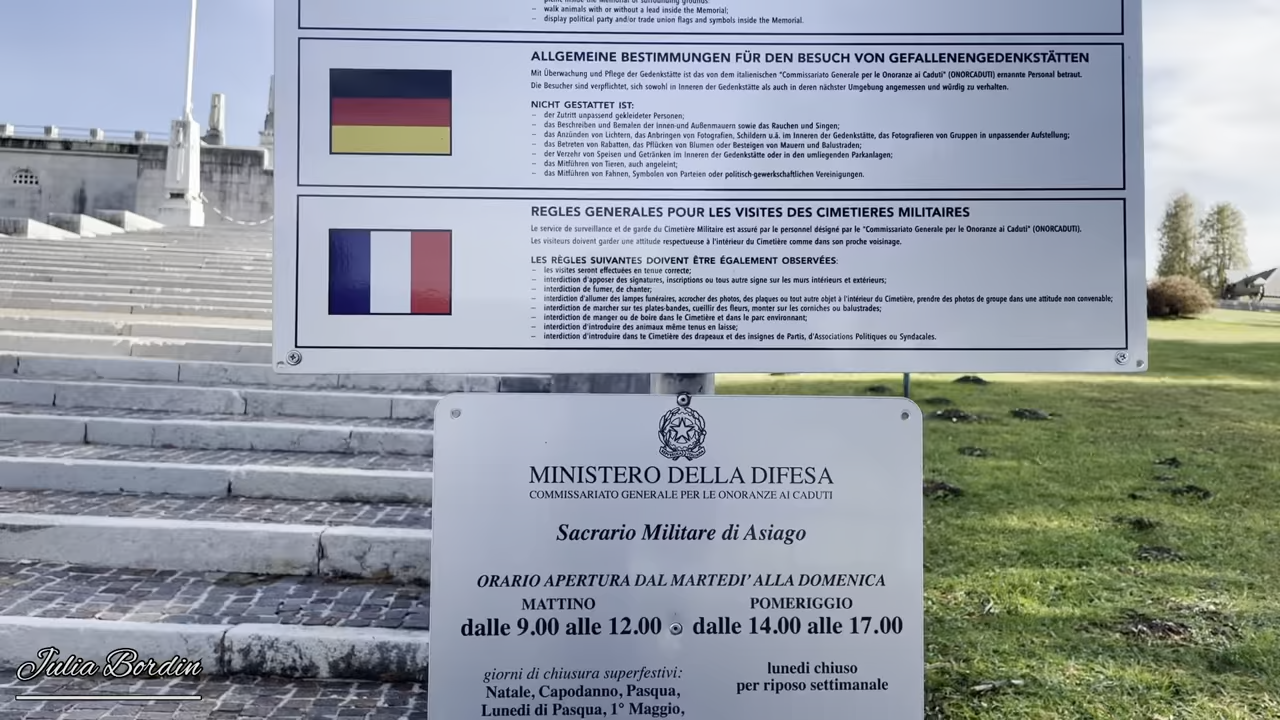 picnic inside the Memorial or surrounding grounds.
– walk animals with or without a lead inside the Memorial;
– display political party and/or trade union flags and symbols inside the Memorial.
ALLGEMEINE BESTIMMUNGEN FÜR DEN BESUCH VON GEFALLENENGEDENKSTÄTTEN
Mit Überwachung und Pflege der Gedenkstätte ist das von dem italienischen "Commissariato Generale per le Onoranze ai Caduti" (ONORCADUTI) ernannte Personal betraut.
Die Besucher sind verpflichtet, sich sowohl in Inneren der Gedenkstätte als auch in deren nächster Umgebung angemessen und würdig zu verhalten.
NICHT GESTATTET IST:
– der Zutritt unpassend gekleideter Personen;
– das Beschreiben und Bemalen der Innen-und Außenmauern sowie das Rauchen und Singen;
– das Anzünden von Lichtern, das Anbringen von Fotografien, Schildern u.ä. im Inneren der Gedenkstätte, das Fotografieren von Gruppen in unpassender Aufstellung;
– das Betreten von Rabatten, das Pflücken von Blumen oder Besteigen von Mauern und Balustraden;
– der Verzehr von Speisen und Getränken im Inneren der Gedenkstätte oder in den umliegenden Parkanlagen;
– das Mitführen von Tieren, auch angeleint;
– das Mitführen von Fahnen, Symbolen von Parteien oder politisch-gewerkschaftlichen Vereinigungen.
REGLES GENERALES POUR LES VISITES DES CIMETIERES MILITAIRES
Le service de surveillance et de garde du Cimetière Militaire est assuré par le personnel désigné par le "Commissariato Generale per le Onoranze ai Caduti" (ONORCADUTI).
Les visiteurs doivent garder une attitude respectueuse à l'intérieur du Cimetière comme dans son proche voisinage.
LES RÈGLES SUIVANTES DOIVENT ÊTRE ÉGALEMENT OBSERVÉES:
– les visites seront effectuées en tenue correcte;
– interdiction d'apposer des signatures, inscriptions ou tous autre signe sur les murs intérieurs et extérieurs;
– interdiction de fumer, de chanter;
– interdiction d'allumer des lampes funéraires, accrocher des photos, des plaques ou tout autre objet à l'intérieur du Cimetière, prendre des photos de groupe dans une attitude non convenable;
– interdiction de marcher sur tes plates-bandes, cueillir des fleurs, monter sur les corniches ou balustrades;
– interdiction de manger ou de boire dans le Cimetière et dans le parc environnant;
– interdiction d'introduire des animaux même tenus en laisse;
– interdiction d'introduire dans te Cimetière des drapeaux et des insignes de Partis, d'Associations Politiques ou Syndacales.
MINISTERO DELLA DIFESA
COMMISSARIATO GENERALE PER LE ONORANZE AI CADUTI
Sacrario Militare di Asiago
ORARIO APERTURA DAL MARTEDI' ALLA DOMENICA
MATTINO POMERIGGIO
dalle 9.00 alle 12.00 dalle 14.00 alle 17.00
giorni di chiusura superfestivi:
Natale, Capodanno, Pasqua,
Lunedi di Pasqua, 1° Maggio,
lunedi chiuso
per riposo settimanale
Julia Bordin